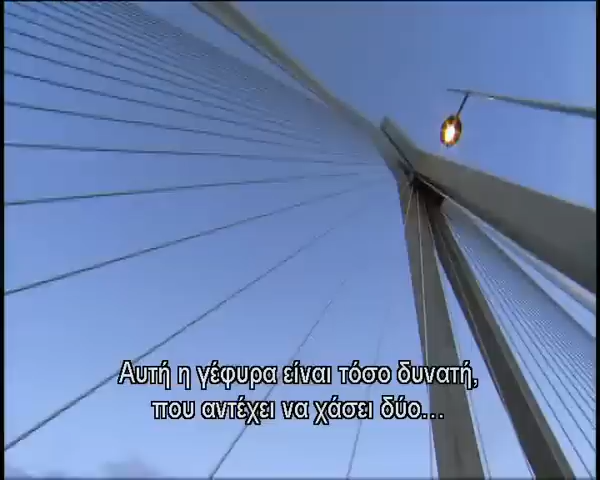 Αυτή η γέφυρα είναι τόσο δυνατή,
που αντέχει να χάσει δύο...